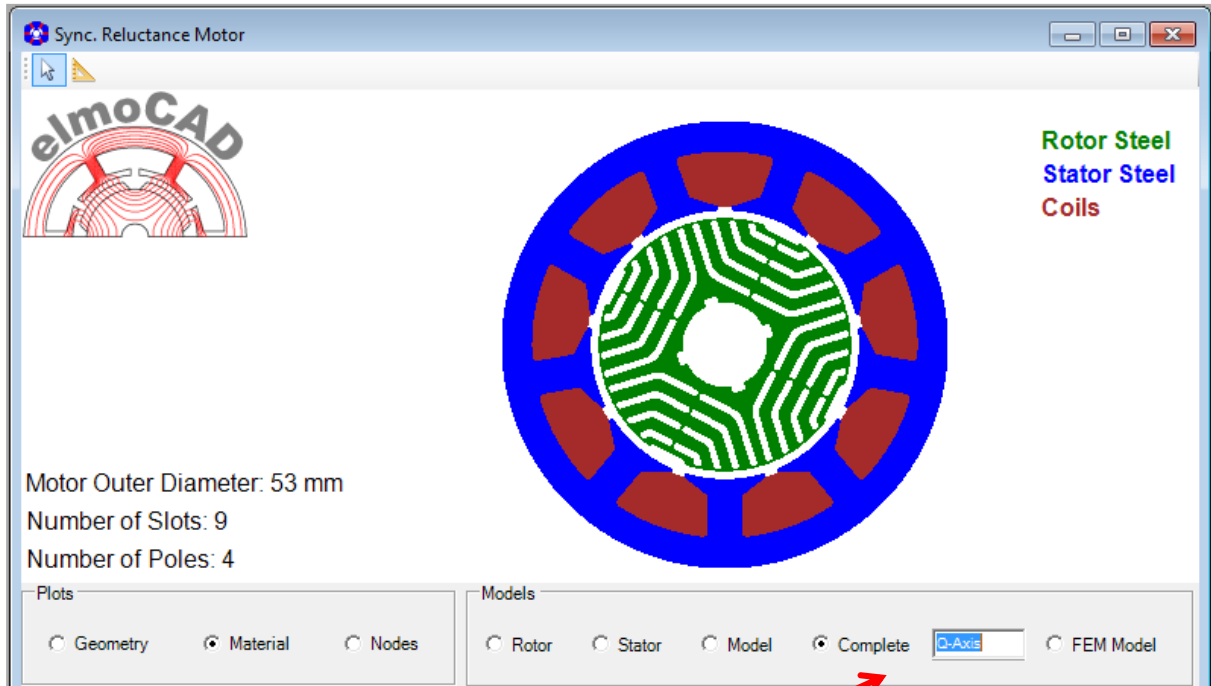 Sync. Reluctance Motor
elmoCAD
Rotor Steel
Stator Steel
Coils
Motor Outer Diameter: 53 mm
Number of Slots: 9
Number of Poles: 4
Plots
Geometry Material Nodes
Models
Rotor Stator Model Complete Q-Axis FEM Model